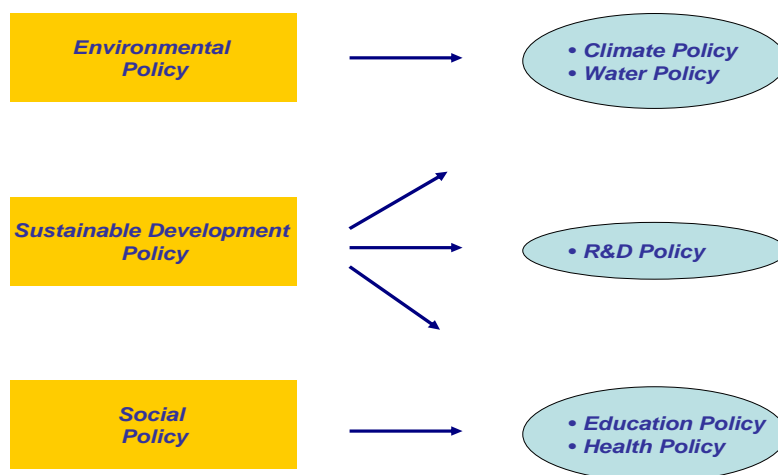 Environmental
Policy
• Climate Policy
• Water Policy
Sustainable Development
Policy
• R&D Policy
Social
Policy
• Education Policy
• Health Policy